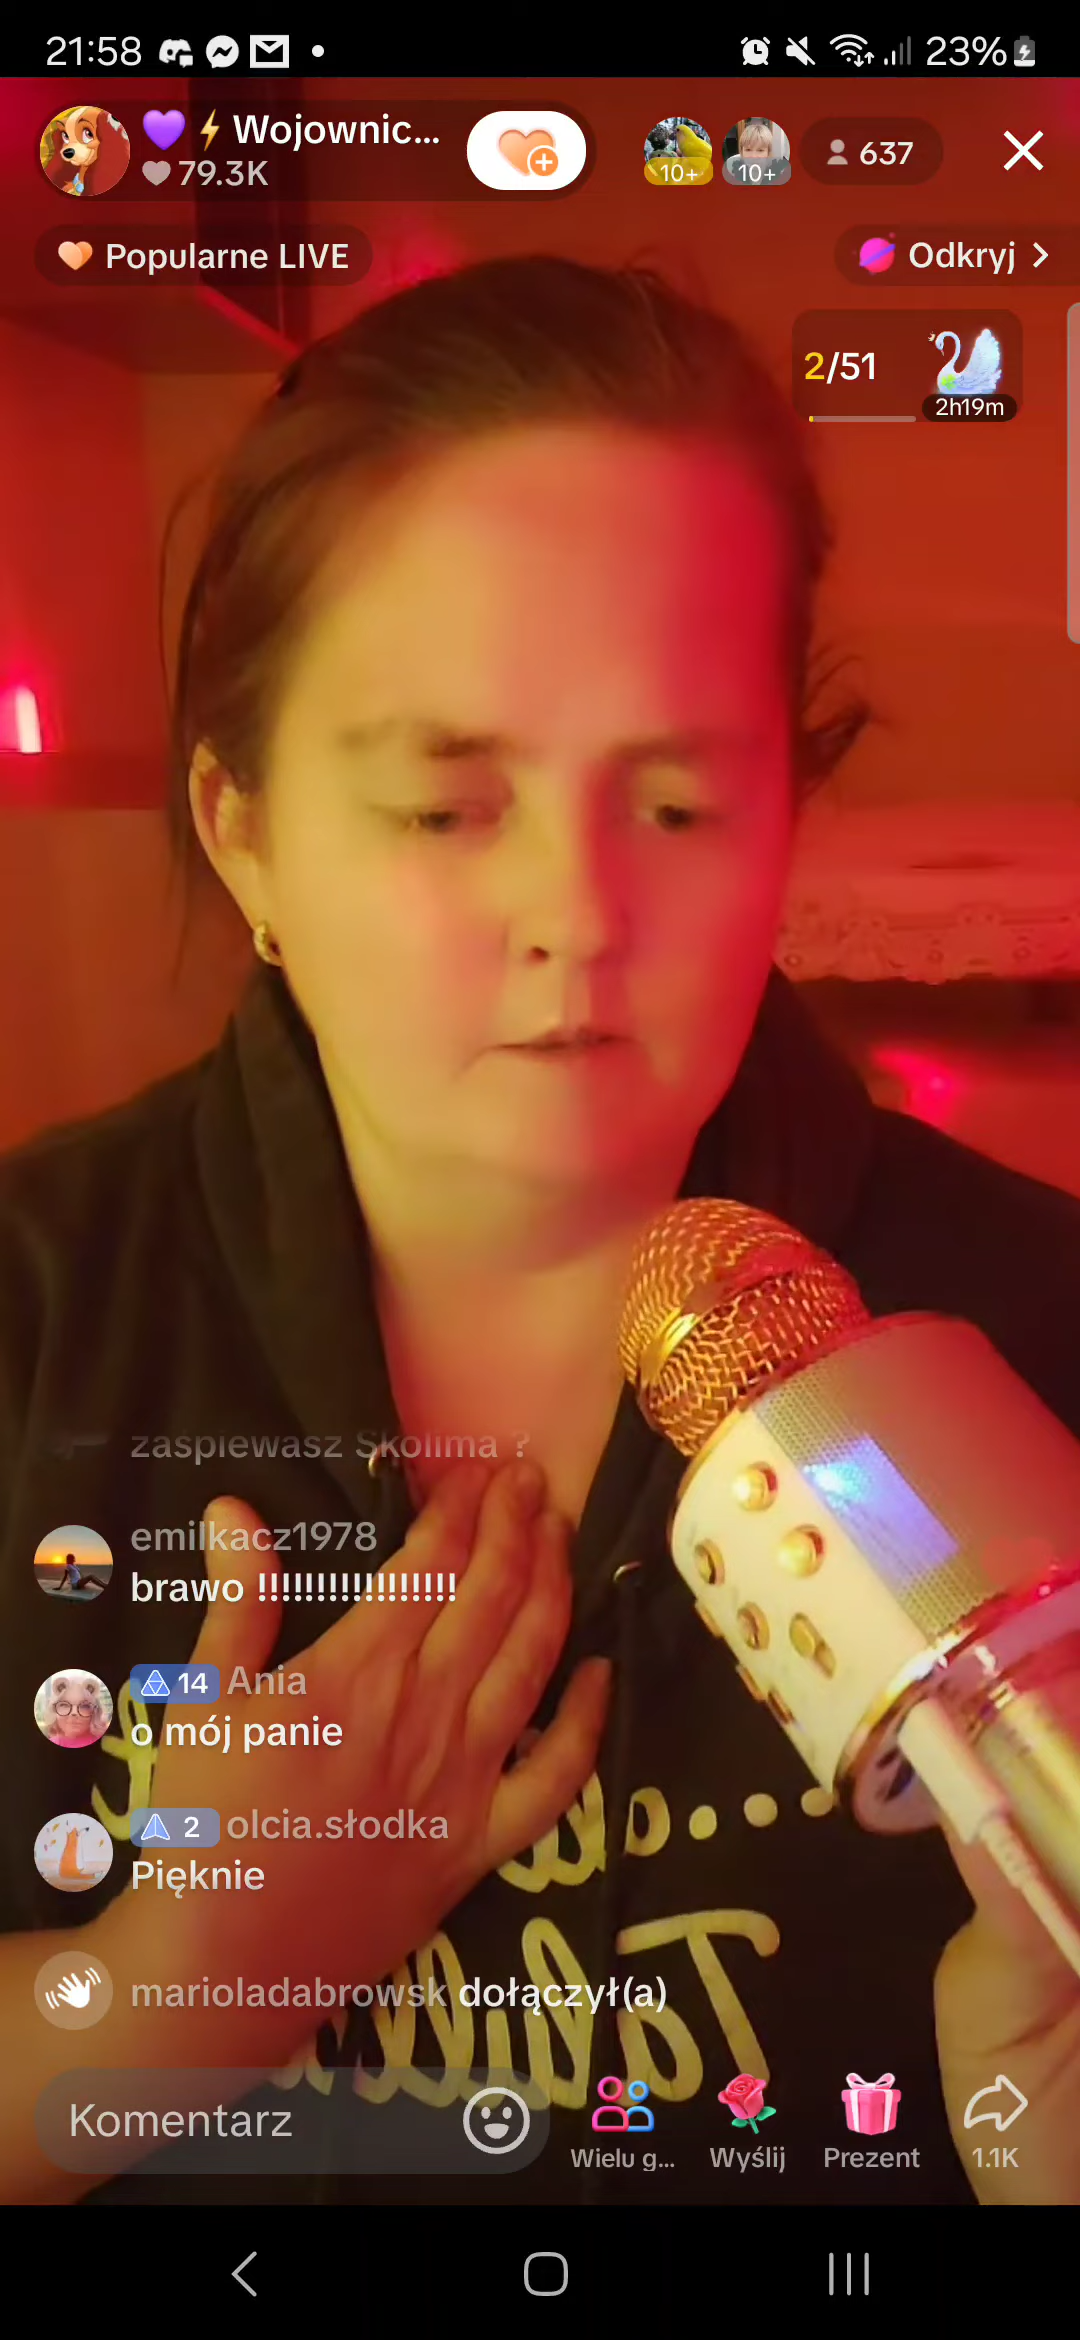 21:58
23%
💜⚡Wojownic...
79.3K
10+
10+
637
Popularne LIVE
Odkryj >
2/51
2h19m
zaśpiewasz Skolima ?
emilkacz1978
brawo !!!!!!!!!!!!!!!!!
14 Ania
o mój panie
2 olcia.słodka
Pięknie
marioladabrowsk dołączył(a)
Komentarz
Wielu g...
Wyślij
Prezent
1.1K